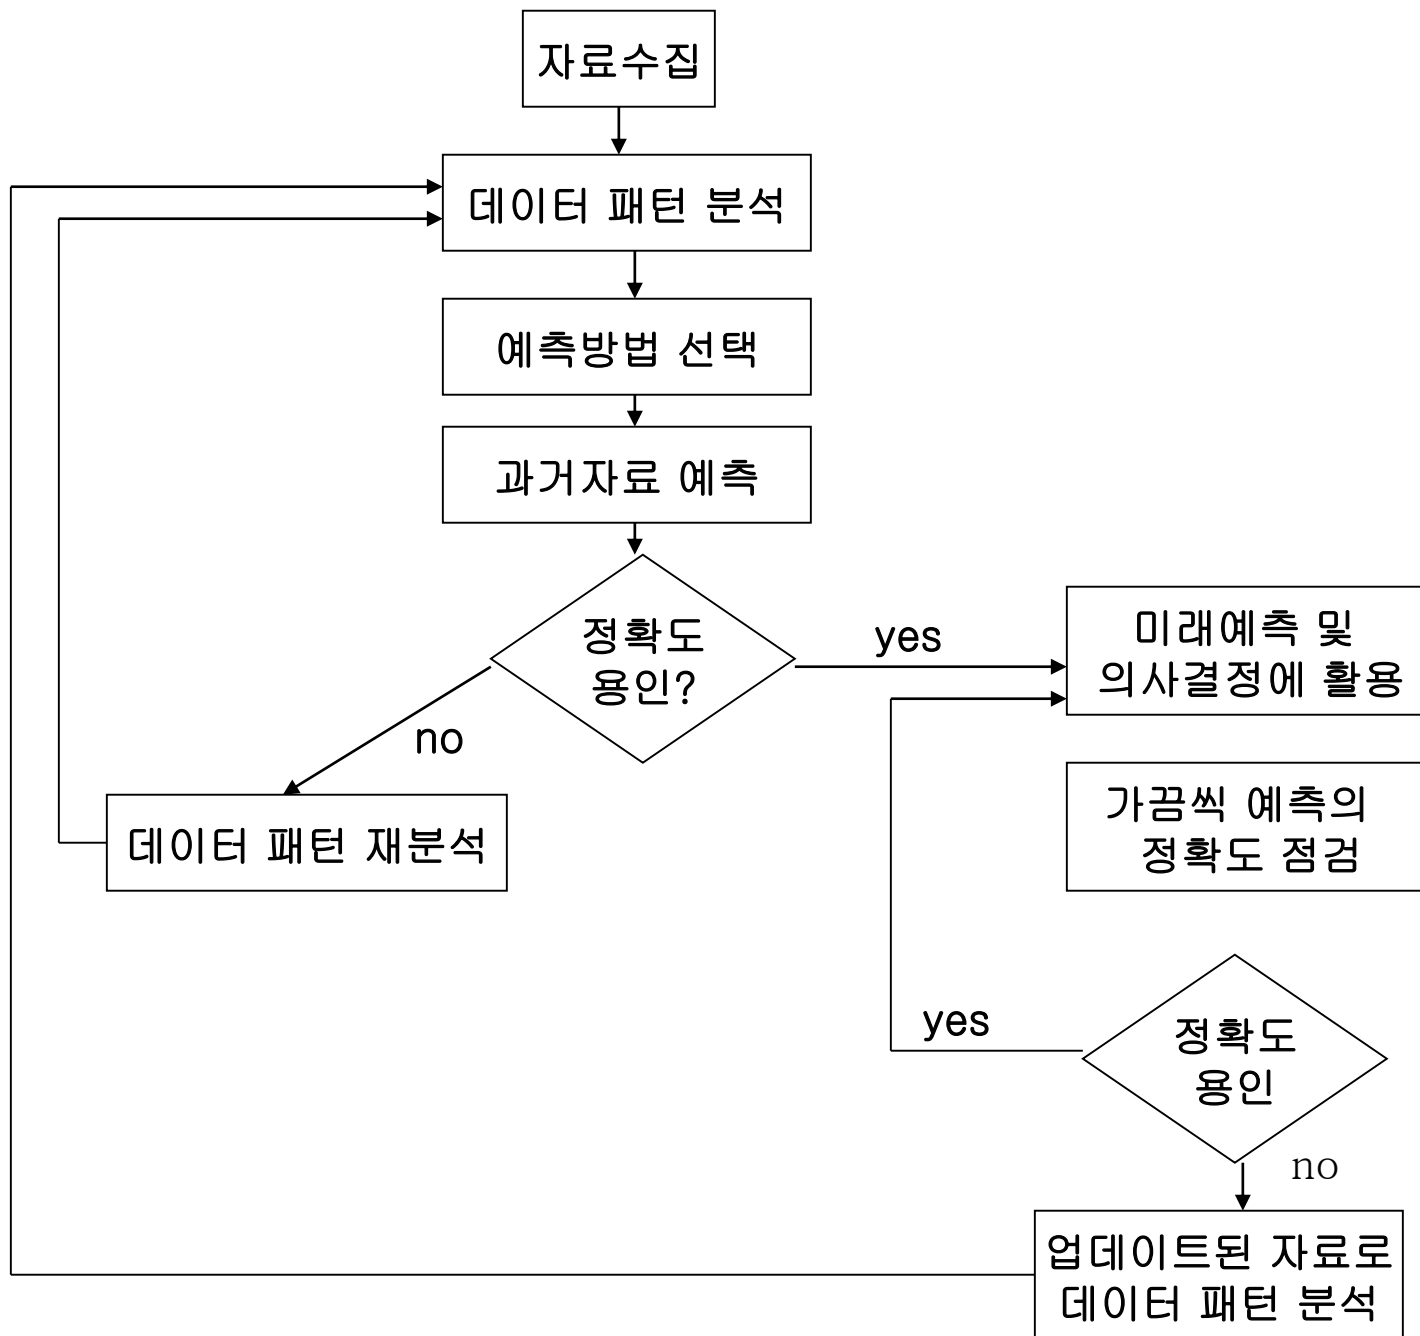 자료수집
데이터 패턴 분석
예측방법 선택
과거자료 예측
정확도
용인?
yes
no
미래예측 및
의사결정에 활용
데이터 패턴 재분석
가끔씩 예측의
정확도 점검
yes
정확도
용인
no
업데이트된 자료로
데이터 패턴 분석